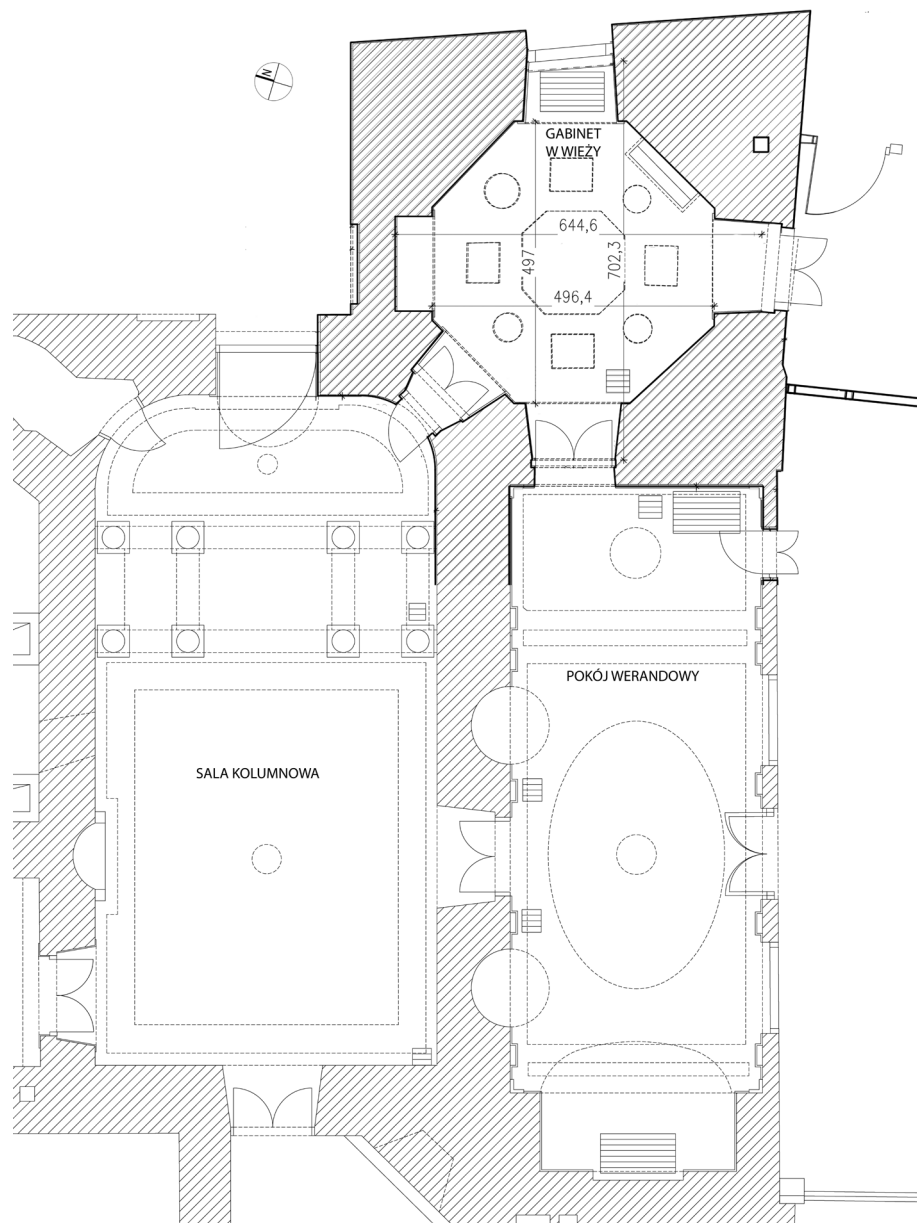 N
GABINET
W WIEŻY
644,6
497
702,3
496,4
POKÓJ WERANDOWY
SALA KOLUMNOWA